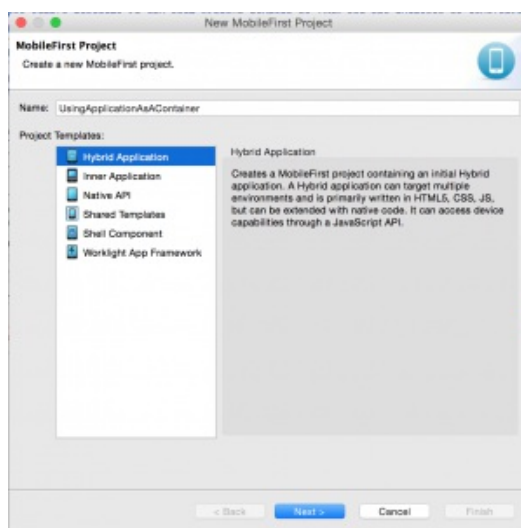 New MobileFirst Project
MobileFirst Project
Create a new MobileFirst project.
Name: UsingApplicationAsAContainer
Project Templates:
Hybrid Application
Inner Application
Native API
Shared Templates
Shell Component
Worklight App Framework
Hybrid Application
Creates a MobileFirst project containing an initial Hybrid
application. A Hybrid application can target multiple
environments and is primarily written in HTML5, CSS, JS,
but can be extended with native code. It can access device
capabilities through a JavaScript API.
< Back Next > Cancel Finish